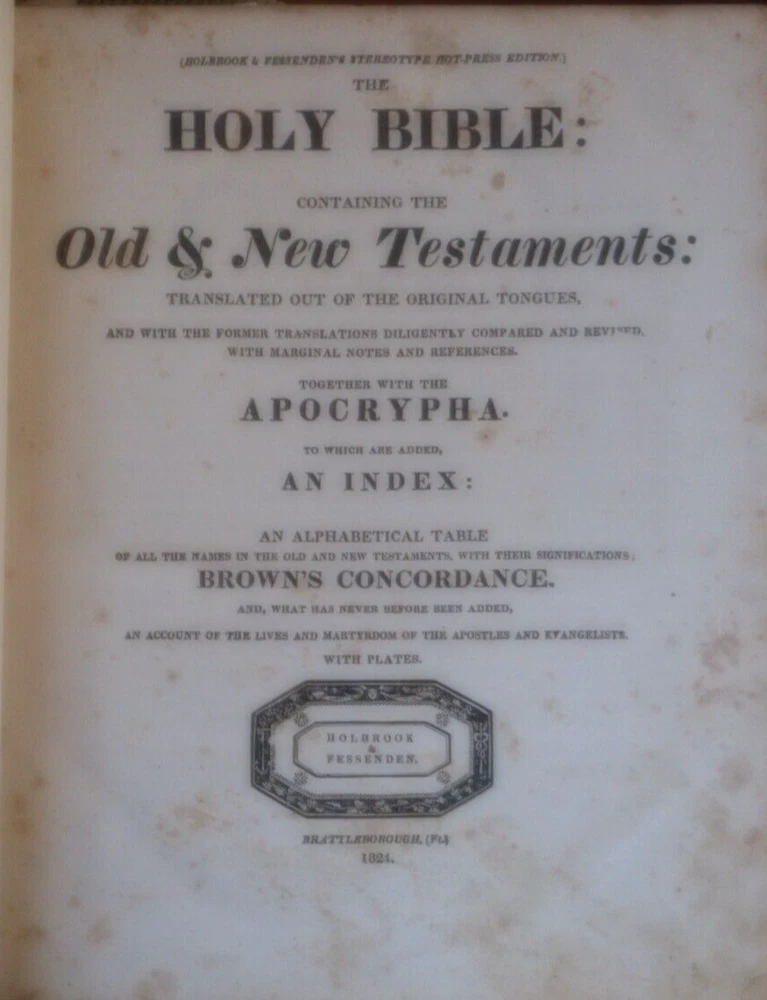 (HOLBROOK & FESSENDEN'S STEREOTYPE HOT-PRESS EDITION.)
THE
HOLY BIBLE:
CONTAINING THE
Old & New Testaments:
TRANSLATED OUT OF THE ORIGINAL TONGUES,
AND WITH THE FORMER TRANSLATIONS DILIGENTLY COMPARED AND REVISED.
WITH MARGINAL NOTES AND REFERENCES.
TOGETHER WITH THE
APOCRYPHA.
TO WHICH ARE ADDED,
AN INDEX:
AN ALPHABETICAL TABLE
OF ALL THE NAMES IN THE OLD AND NEW TESTAMENTS, WITH THEIR SIGNIFICATIONS;
BROWN'S CONCORDANCE.
AND, WHAT HAS NEVER BEFORE BEEN ADDED,
AN ACCOUNT OF THE LIVES AND MARTYRDOM OF THE APOSTLES AND EVANGELISTS.
WITH PLATES.
HOLBROOK
&
FESSENDEN.
BRATTLEBOROUGH, (Vt.)
1824.